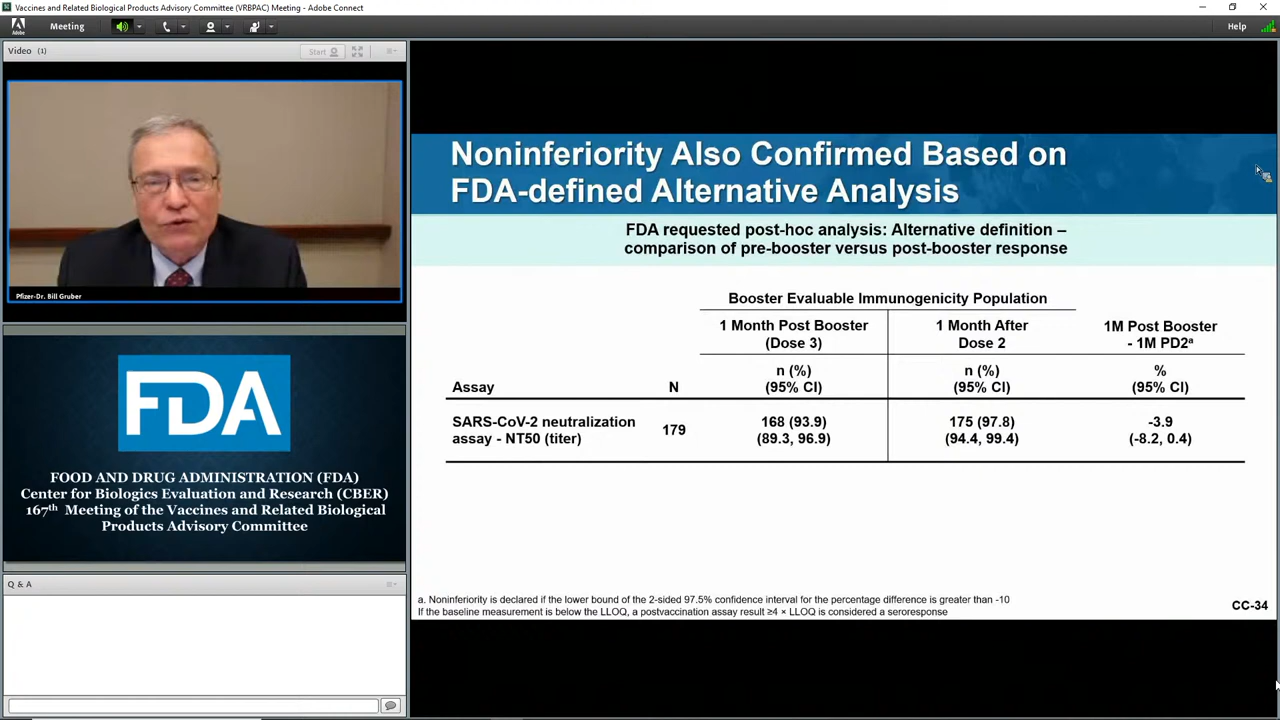 Vaccines and Related Biological Products Advisory Committee (VRBPAC) Meeting - Adobe Connect
Adobe
Meeting
Help
Video (1)
Start
Pfizer-Dr. Bill Gruber
FDA
FOOD AND DRUG ADMINISTRATION (FDA)
Center for Biologics Evaluation and Research (CBER)
167th Meeting of the Vaccines and Related Biological
Products Advisory Committee
Q & A
Noninferiority Also Confirmed Based on
FDA-defined Alternative Analysis
FDA requested post-hoc analysis: Alternative definition –
comparison of pre-booster versus post-booster response
Booster Evaluable Immunogenicity Population
1 Month Post Booster
(Dose 3)
1 Month After
Dose 2
1M Post Booster
- 1M PD2a
Assay
N
n (%)
(95% CI)
n (%)
(95% CI)
%
(95% CI)
SARS-CoV-2 neutralization
assay - NT50 (titer)
179
168 (93.9)
(89.3, 96.9)
175 (97.8)
(94.4, 99.4)
-3.9
(-8.2, 0.4)
a. Noninferiority is declared if the lower bound of the 2-sided 97.5% confidence interval for the percentage difference is greater than -10
If the baseline measurement is below the LLOQ, a postvaccination assay result ≥4 × LLOQ is considered a seroresponse
CC-34